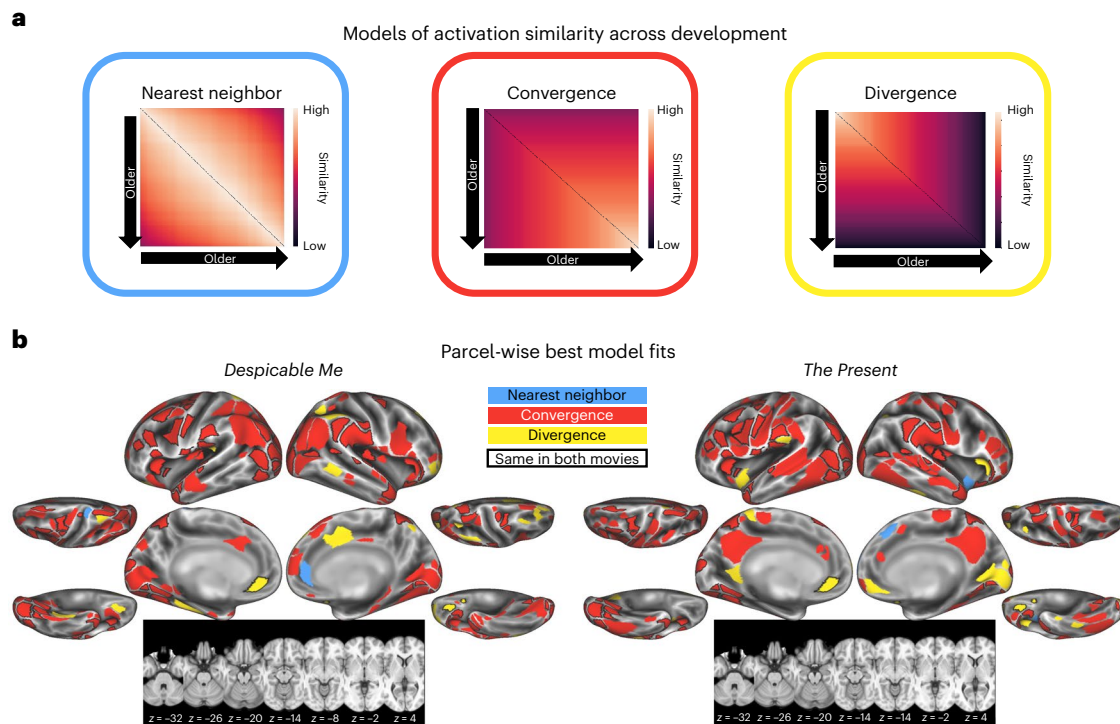 a
Models of activation similarity across development
Nearest neighbor
High
Similarity
Low
Older
Older
Convergence
High
Similarity
Low
Older
Older
Divergence
High
Similarity
Low
Older
Older
b
Parcel-wise best model fits
Despicable Me
The Present
Nearest neighbor
Convergence
Divergence
Same in both movies
z = −32 z = −26 z = −20 z = −14 z = −8 z = −2 z = 4
z = −32 z = −26 z = −20 z = −14 z = −14 z = −2 z = 4